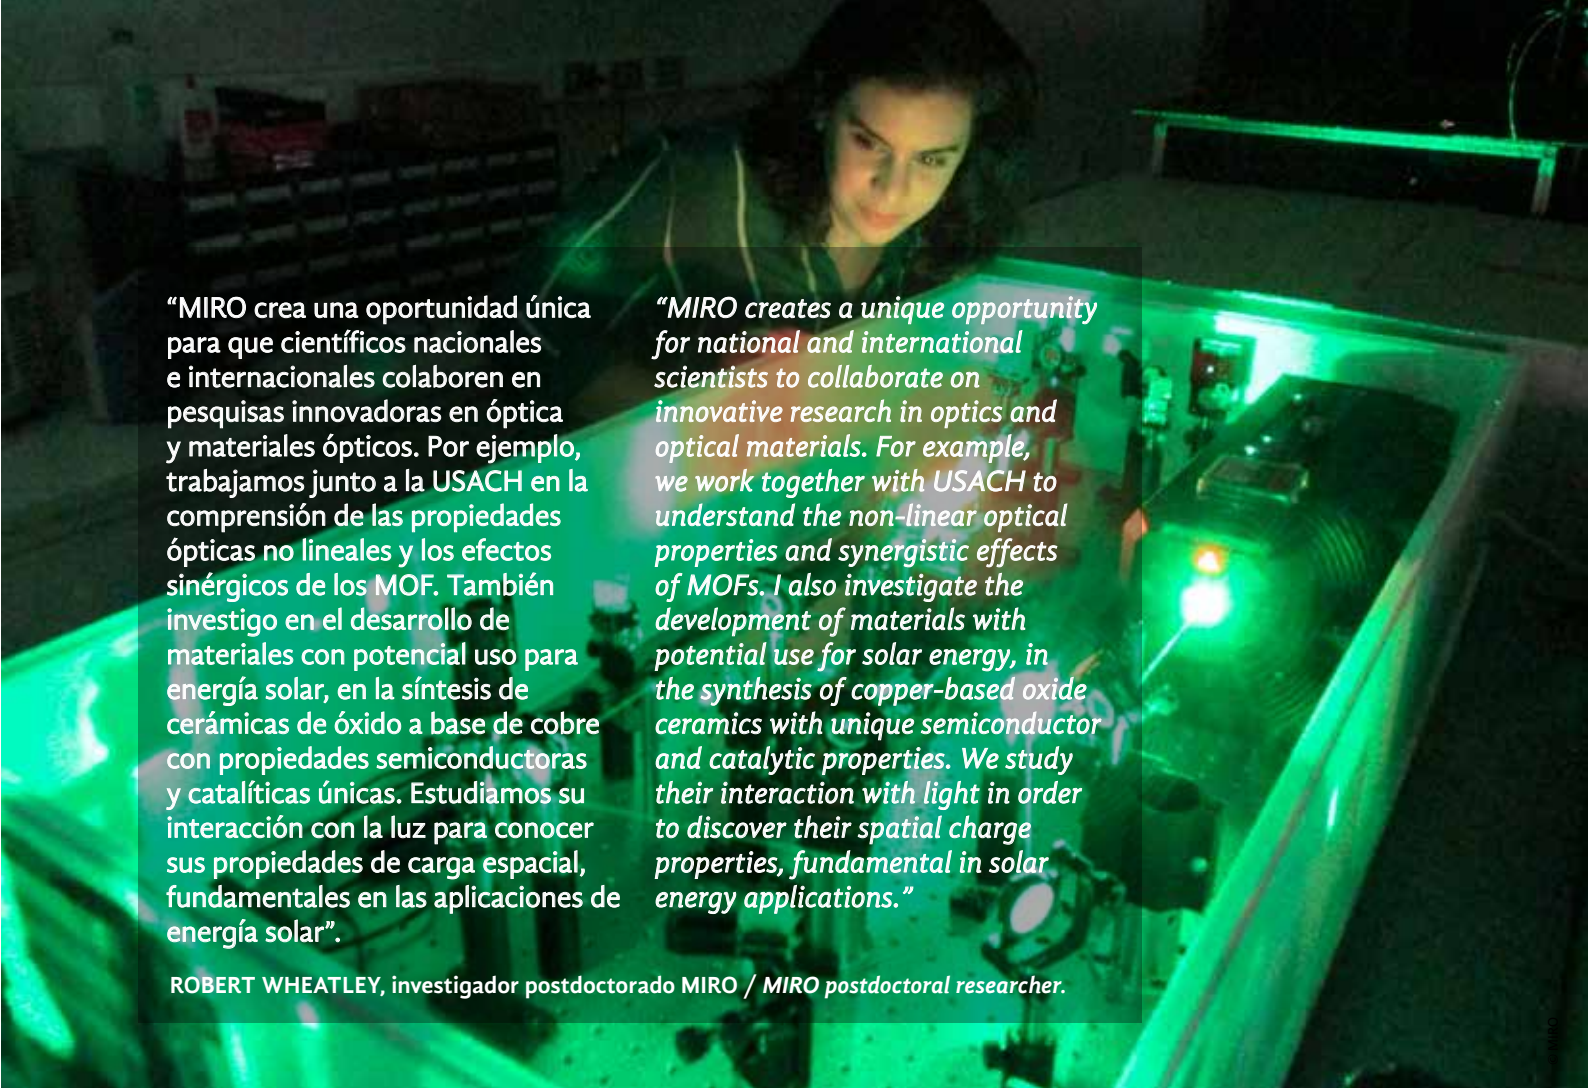 “MIRO crea una oportunidad única
para que científicos nacionales
e internacionales colaboren en
pesquisas innovadoras en óptica
y materiales ópticos. Por ejemplo,
trabajamos junto a la USACH en la
comprensión de las propiedades
ópticas no lineales y los efectos
sinérgicos de los MOF. También
investigo en el desarrollo de
materiales con potencial uso para
energía solar, en la síntesis de
cerámicas de óxido a base de cobre
con propiedades semiconductoras
y catalíticas únicas. Estudiamos su
interacción con la luz para conocer
sus propiedades de carga espacial,
fundamentales en las aplicaciones de
energía solar”.
“MIRO creates a unique opportunity
for national and international
scientists to collaborate on
innovative research in optics and
optical materials. For example,
we work together with USACH to
understand the non-linear optical
properties and synergistic effects
of MOFs. I also investigate the
development of materials with
potential use for solar energy, in
the synthesis of copper-based oxide
ceramics with unique semiconductor
and catalytic properties. We study
their interaction with light in order
to discover their spatial charge
properties, fundamental in solar
energy applications.”
ROBERT WHEATLEY, investigador postdoctorado MIRO / MIRO postdoctoral researcher.
MIRO